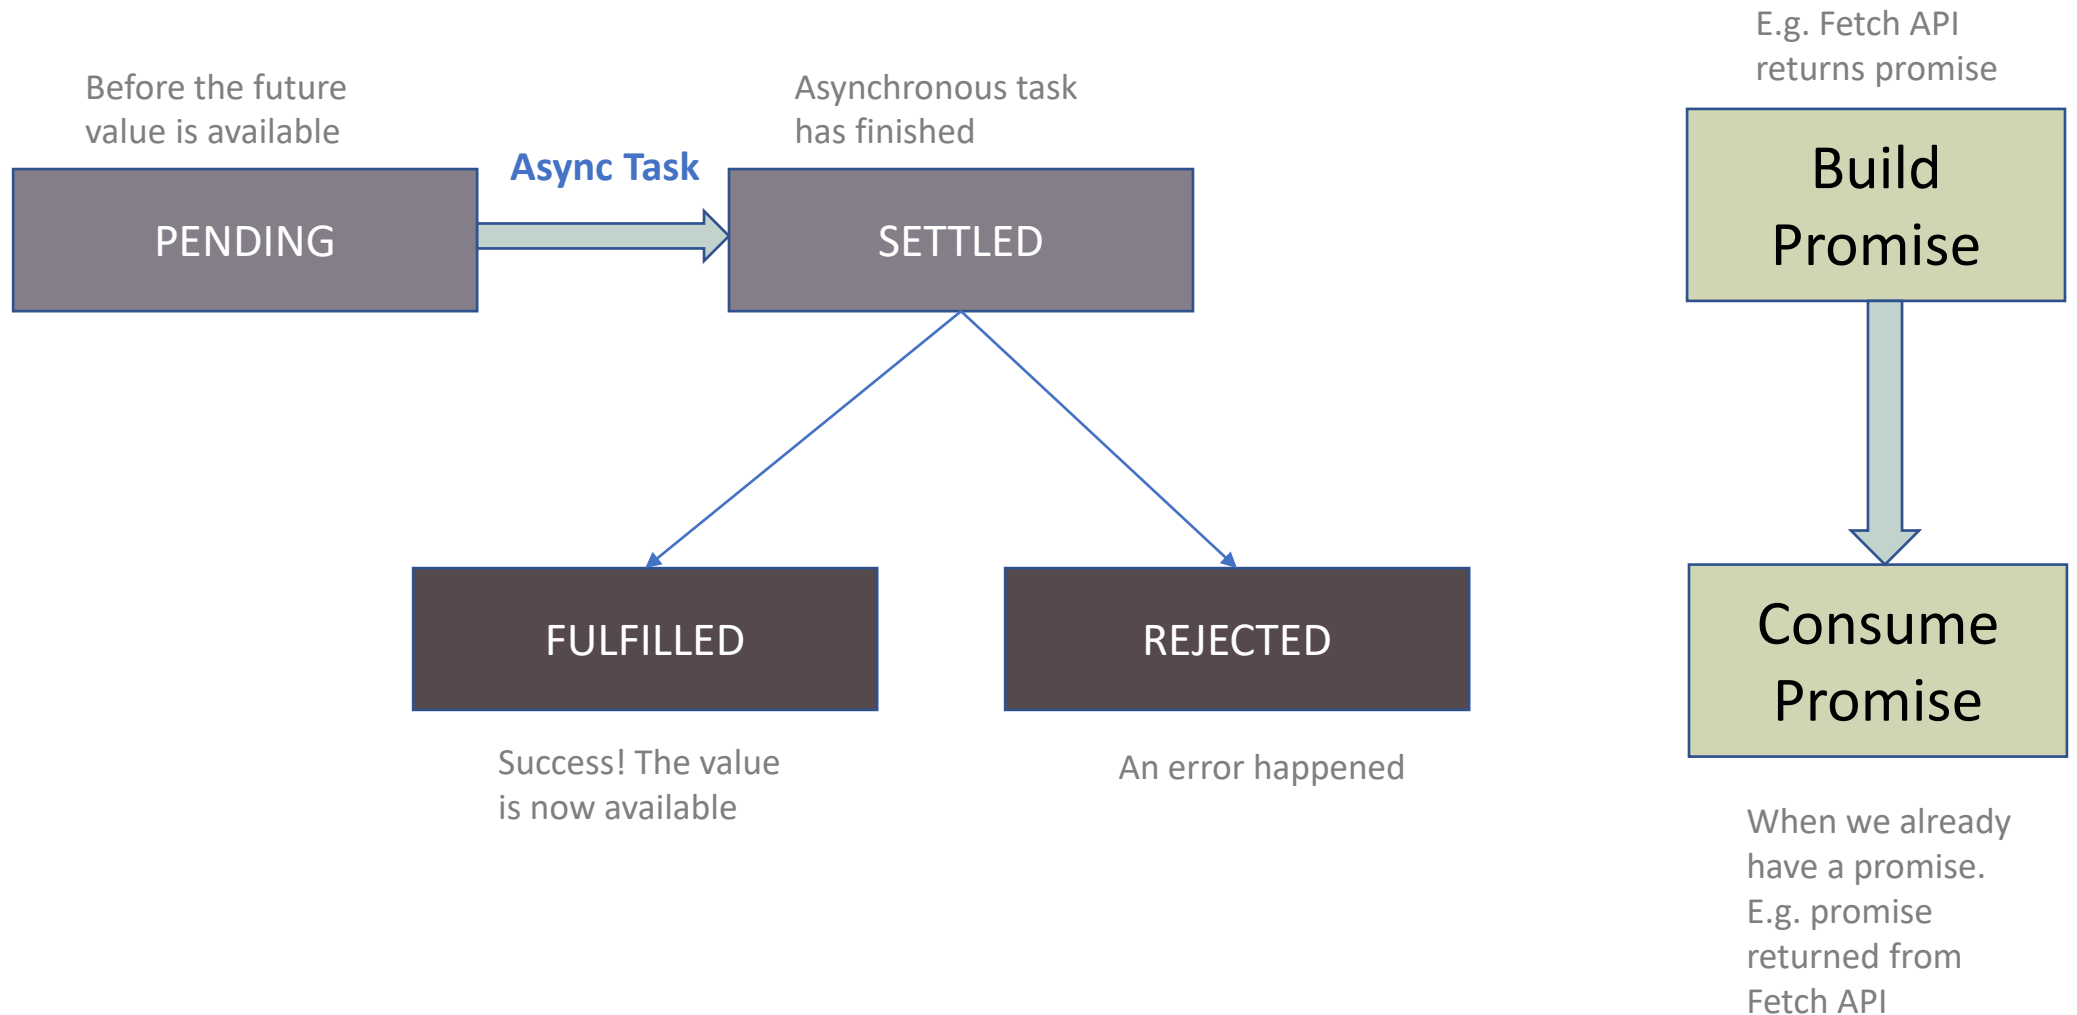 Before the future
value is available
PENDING
Async Task
Asynchronous task
has finished
SETTLED
FULFILLED
Success! The value
is now available
REJECTED
An error happened
E.g. Fetch API
returns promise
Build
Promise
Consume
Promise
When we already
have a promise.
E.g. promise
returned from
Fetch API